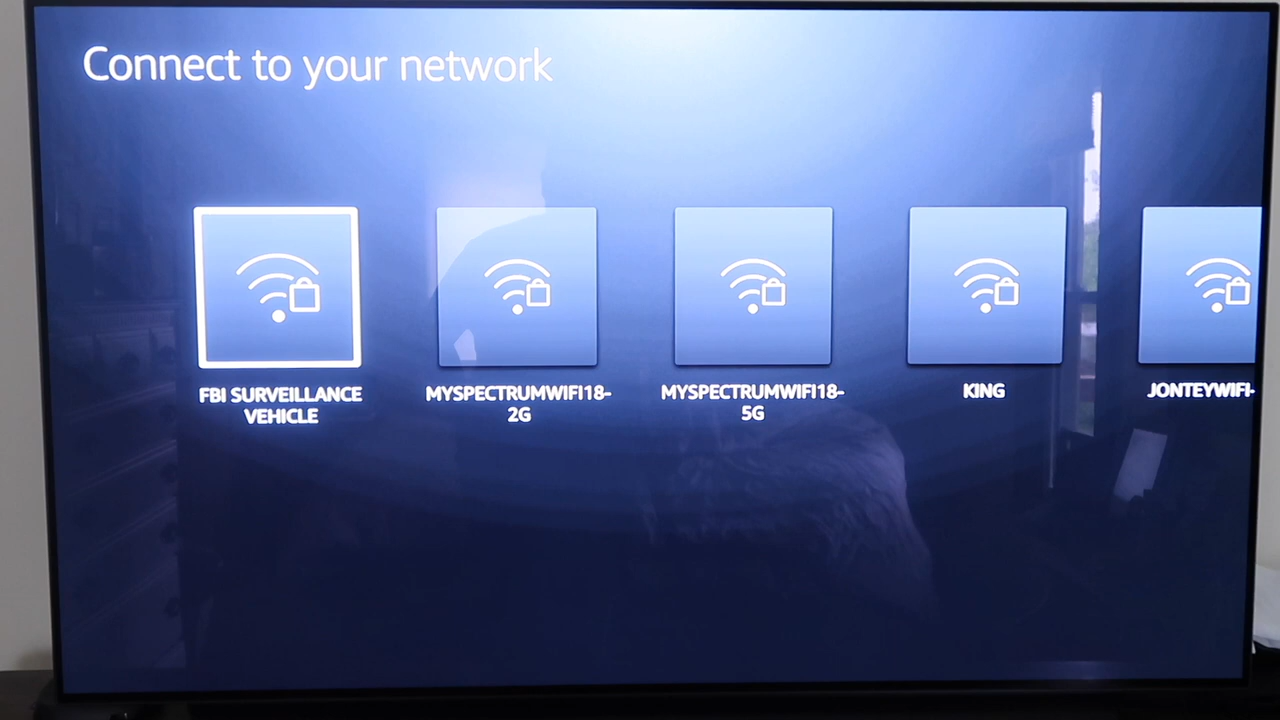 Connect to your network
FBI SURVEILLANCE
VEHICLE
MYSPECTRUMWIFI18-
2G
MYSPECTRUMWIFI18-
5G
KING
JONTEYWIFI-